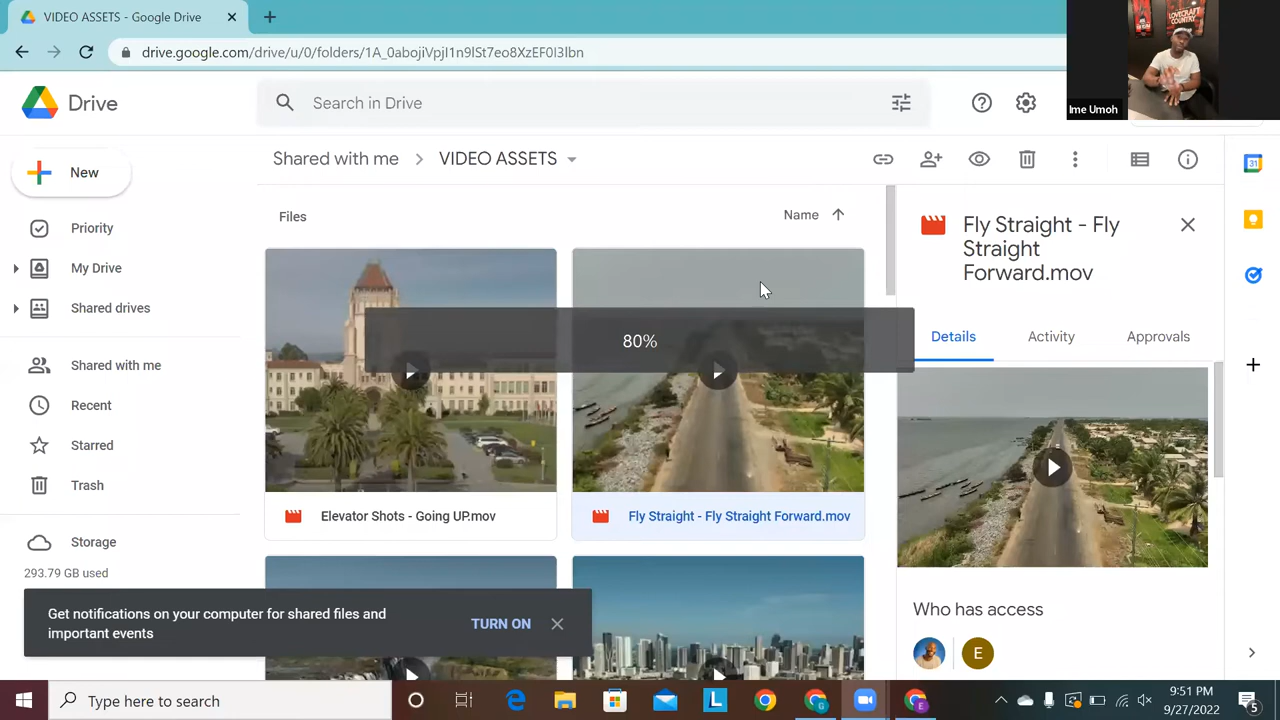 VIDEO ASSETS - Google Drive
drive.google.com/drive/u/0/folders/1A_0abojiVpjI1n9lSt7eo8XzEF0I3lbn
LOVECRAFT
COUNTRY
Ime Umoh
Drive
Search in Drive
New
Shared with me
VIDEO ASSETS
31
Priority
My Drive
Shared drives
Shared with me
Recent
Starred
Trash
Storage
293.79 GB used
Files
Name
80%
Elevator Shots - Going UP.mov
Fly Straight - Fly Straight Forward.mov
Fly Straight - Fly
Straight
Forward.mov
Details
Activity
Approvals
Who has access
E
Get notifications on your computer for shared files and
important events
TURN ON
Type here to search
L
G
E
9:51 PM
9/27/2022
5